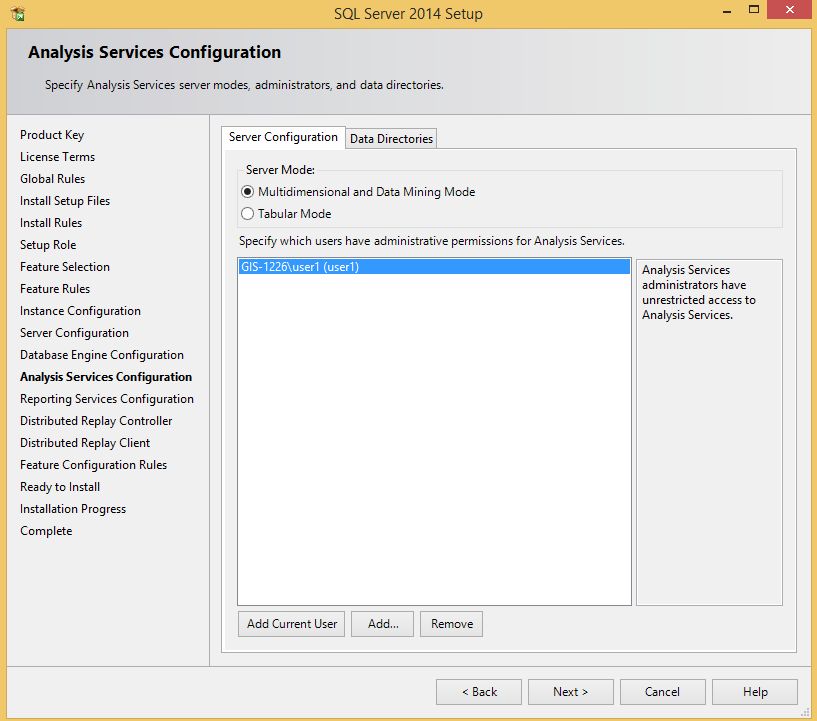 SQL Server 2014 Setup
Analysis Services Configuration
Specify Analysis Services server modes, administrators, and data directories.
Product Key
License Terms
Global Rules
Install Setup Files
Install Rules
Setup Role
Feature Selection
Feature Rules
Instance Configuration
Server Configuration
Database Engine Configuration
Analysis Services Configuration
Reporting Services Configuration
Distributed Replay Controller
Distributed Replay Client
Feature Configuration Rules
Ready to Install
Installation Progress
Complete
Server Configuration
Data Directories
Server Mode:
Multidimensional and Data Mining Mode
Tabular Mode
Specify which users have administrative permissions for Analysis Services.
GIS-1226\user1 (user1)
Analysis Services
administrators have
unrestricted access to
Analysis Services.
Add Current User
Add...
Remove
< Back
Next >
Cancel
Help